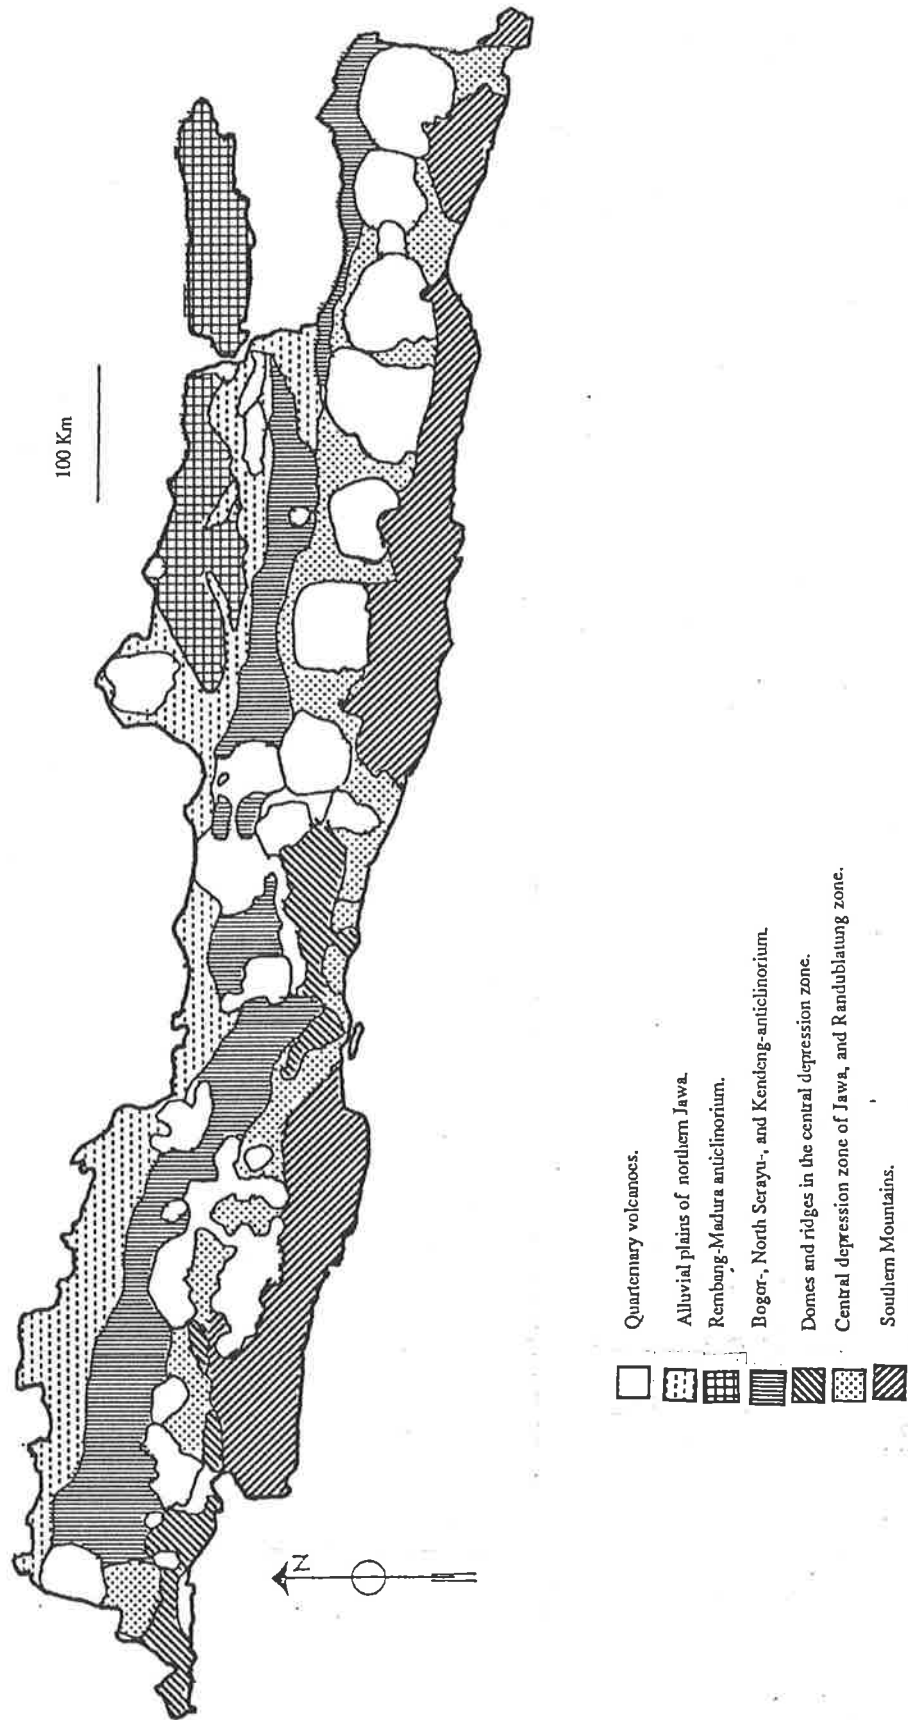 100 Km
N
Quarternary volcanoes.
Alluvial plains of northern Jawa.
Rembang-Madura anticlinorium.
Bogor-, North Serayu-, and Kendeng-anticlinorium.
Domes and ridges in the central depression zone.
Central depression zone of Jawa, and Randublatung zone.
Southern Mountains.